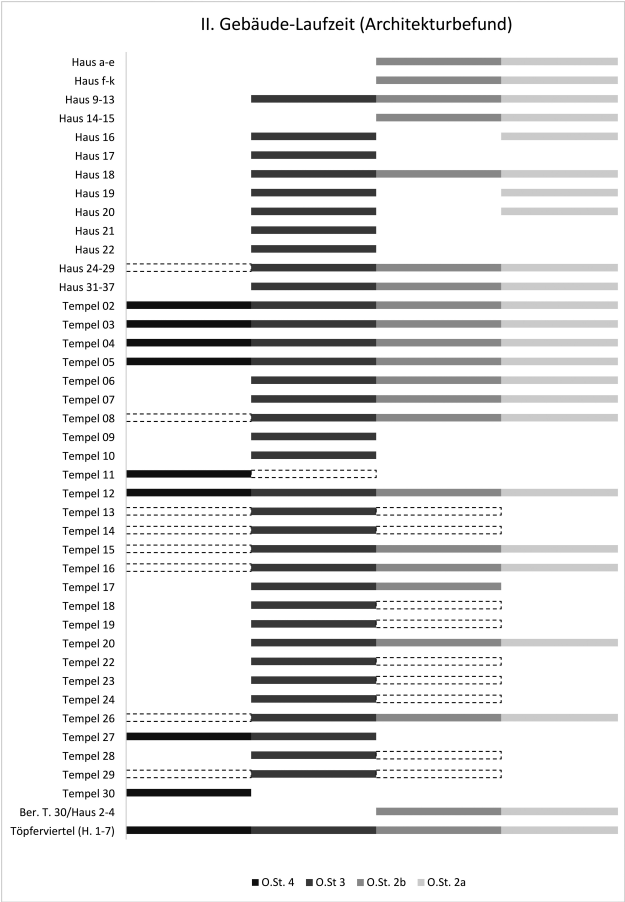 II. Gebäude-Laufzeit (Architekturbefund)
Haus a-e
Haus f-k
Haus 9-13
Haus 14-15
Haus 16
Haus 17
Haus 18
Haus 19
Haus 20
Haus 21
Haus 22
Haus 24-29
Haus 31-37
Tempel 02
Tempel 03
Tempel 04
Tempel 05
Tempel 06
Tempel 07
Tempel 08
Tempel 09
Tempel 10
Tempel 11
Tempel 12
Tempel 13
Tempel 14
Tempel 15
Tempel 16
Tempel 17
Tempel 18
Tempel 19
Tempel 20
Tempel 22
Tempel 23
Tempel 24
Tempel 26
Tempel 27
Tempel 28
Tempel 29
Tempel 30
Ber. T. 30/Haus 2-4
Töpferviertel (H. 1-7)
O.St. 4 O.St 3 O.St. 2b O.St. 2a